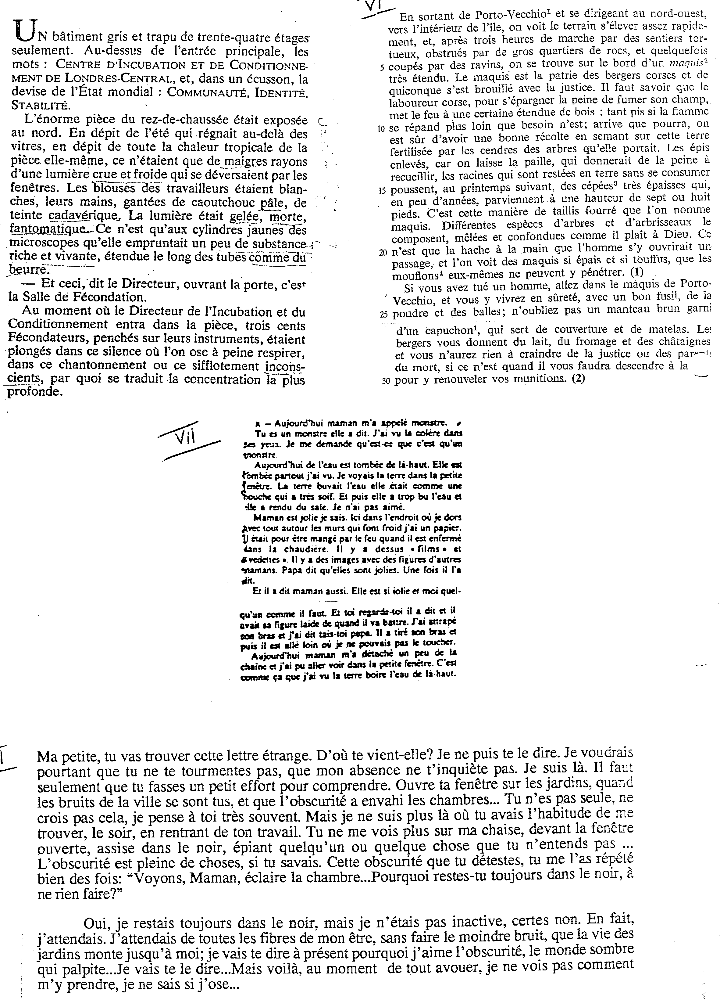 UN bâtiment gris et trapu de trente-quatre étages
seulement. Au-dessus de l'entrée principale, les
mots : CENTRE D'INCUBATION ET DE CONDITIONNE-
MENT DE LONDRES-CENTRAL, et, dans un écusson, la
devise de l'État mondial : COMMUNAUTÉ, IDENTITÉ,
STABILITÉ.
L'énorme pièce du rez-de-chaussée était exposée
au nord. En dépit de l'été qui régnait au-delà des
vitres, en dépit de toute la chaleur tropicale de la
pièce elle-même, ce n'étaient que de maigres rayons
d'une lumière crue et froide qui se déversaient par les
fenêtres. Les blouses des travailleurs étaient blan-
ches, leurs mains, gantées de caoutchouc pâle, de
teinte cadavérique. La lumière était gelée, morte,
fantomatique. Ce n'est qu'aux cylindres jaunes des
microscopes qu'elle empruntait un peu de substance
riche et vivante, étendue le long des tubes comme du
beurre.
— Et ceci, dit le Directeur, ouvrant la porte, c'est
la Salle de Fécondation.
Au moment où le Directeur de l'Incubation et du
Conditionnement entra dans la pièce, trois cents
Fécondateurs, penchés sur leurs instruments, étaient
plongés dans ce silence où l'on ose à peine respirer,
dans ce chantonnement ou ce sifflotement incons-
cients, par quoi se traduit la concentration la plus
profonde.
VI
En sortant de Porto-Vecchio¹ et se dirigeant au nord-ouest,
vers l'intérieur de l'île, on voit le terrain s'élever assez rapide-
ment, et, après trois heures de marche par des sentiers tor-
tueux, obstrués par de gros quartiers de rocs, et quelquefois
5 coupés par des ravins, on se trouve sur le bord d'un maquis²
très étendu. Le maquis est la patrie des bergers corses et de
quiconque s'est brouillé avec la justice. Il faut savoir que le
laboureur corse, pour s'épargner la peine de fumer son champ,
met le feu à une certaine étendue de bois : tant pis si la flamme
10 se répand plus loin que besoin n'est; arrive que pourra, on
est sûr d'avoir une bonne récolte en semant sur cette terre
fertilisée par les cendres des arbres qu'elle portait. Les épis
enlevés, car on laisse la paille, qui donnerait de la peine à
recueillir, les racines qui sont restées en terre sans se consumer
15 poussent, au printemps suivant, des cépées³ très épaisses qui,
en peu d'années, parviennent à une hauteur de sept ou huit
pieds. C'est cette manière de taillis fourré que l'on nomme
maquis. Différentes espèces d'arbres et d'arbrisseaux le
composent, mêlées et confondues comme il plaît à Dieu. Ce
20 n'est que la hache à la main que l'homme s'y ouvrirait un
passage, et l'on voit des maquis si épais et si touffus, que les
mouflons⁴ eux-mêmes ne peuvent y pénétrer. (1)
Si vous avez tué un homme, allez dans le maquis de Porto-
Vecchio, et vous y vivrez en sûreté, avec un bon fusil, de la
25 poudre et des balles; n'oubliez pas un manteau brun garni
d'un capuchon¹, qui sert de couverture et de matelas. Les
bergers vous donnent du lait, du fromage et des châtaignes
et vous n'aurez rien à craindre de la justice ou des parents
du mort, si ce n'est quand il vous faudra descendre à la
30 pour y renouveler vos munitions. (2)
VII
x — Aujourd'hui maman m'a appelé monstre.
Tu es un monstre elle a dit. J'ai vu la colère dans
ses yeux. Je me demande qu'est-ce que c'est qu'un
monstre.
Aujourd'hui de l'eau est tombée de là-haut. Elle est
tombée partout j'ai vu. Je voyais la terre dans la petite
fenêtre. La terre buvait l'eau elle était comme une
bouche qui a très soif. Et puis elle a trop bu l'eau et
elle a rendu du sale. Je n'ai pas aimé.
Maman est jolie je sais. Ici dans l'endroit où je dors
avec tout autour les murs qui font froid j'ai un papier.
Il était pour être mangé par le feu quand il est enfermé
dans la chaudière. Il y a dessus « films » et
« vedettes ». Il y a des images avec des figures d'autres
mamans. Papa dit qu'elles sont jolies. Une fois il l'a
dit.
Et il a dit maman aussi. Elle est si jolie et moi quel-
qu'un comme il faut. Et toi regarde-toi il a dit et il
avait sa figure laide de quand il va battre. J'ai attrapé
son bras et j'ai dit tais-toi papa. Il a tiré son bras et
puis il est allé loin où je ne pouvais pas le toucher.
Aujourd'hui maman m'a détaché un peu de la
chaîne et j'ai pu aller voir dans la petite fenêtre. C'est
comme ça que j'ai vu la terre boire l'eau de là-haut.
I
Ma petite, tu vas trouver cette lettre étrange. D'où te vient-elle? Je ne puis te le dire. Je voudrais
pourtant que tu ne te tourmentes pas, que mon absence ne t'inquiète pas. Je suis là. Il faut
seulement que tu fasses un petit effort pour comprendre. Ouvre ta fenêtre sur les jardins, quand
les bruits de la ville se sont tus, et que l'obscurité a envahi les chambres... Tu n'es pas seule, ne
crois pas cela, je pense à toi très souvent. Mais je ne suis plus là où tu avais l'habitude de me
trouver, le soir, en rentrant de ton travail. Tu ne me vois plus sur ma chaise, devant la fenêtre
ouverte, assise dans le noir, épiant quelqu'un ou quelque chose que tu n'entends pas ...
L'obscurité est pleine de choses, si tu savais. Cette obscurité que tu détestes, tu me l'as répété
bien des fois: “Voyons, Maman, éclaire la chambre...Pourquoi restes-tu toujours dans le noir, à
ne rien faire?”
Oui, je restais toujours dans le noir, mais je n'étais pas inactive, certes non. En fait,
j'attendais. J'attendais de toutes les fibres de mon être, sans faire le moindre bruit, que la vie des
jardins monte jusqu'à moi; je vais te dire à présent pourquoi j'aime l'obscurité, le monde sombre
qui palpite...Je vais te le dire...Mais voilà, au moment de tout avouer, je ne vois pas comment
m'y prendre, je ne sais si j'ose...